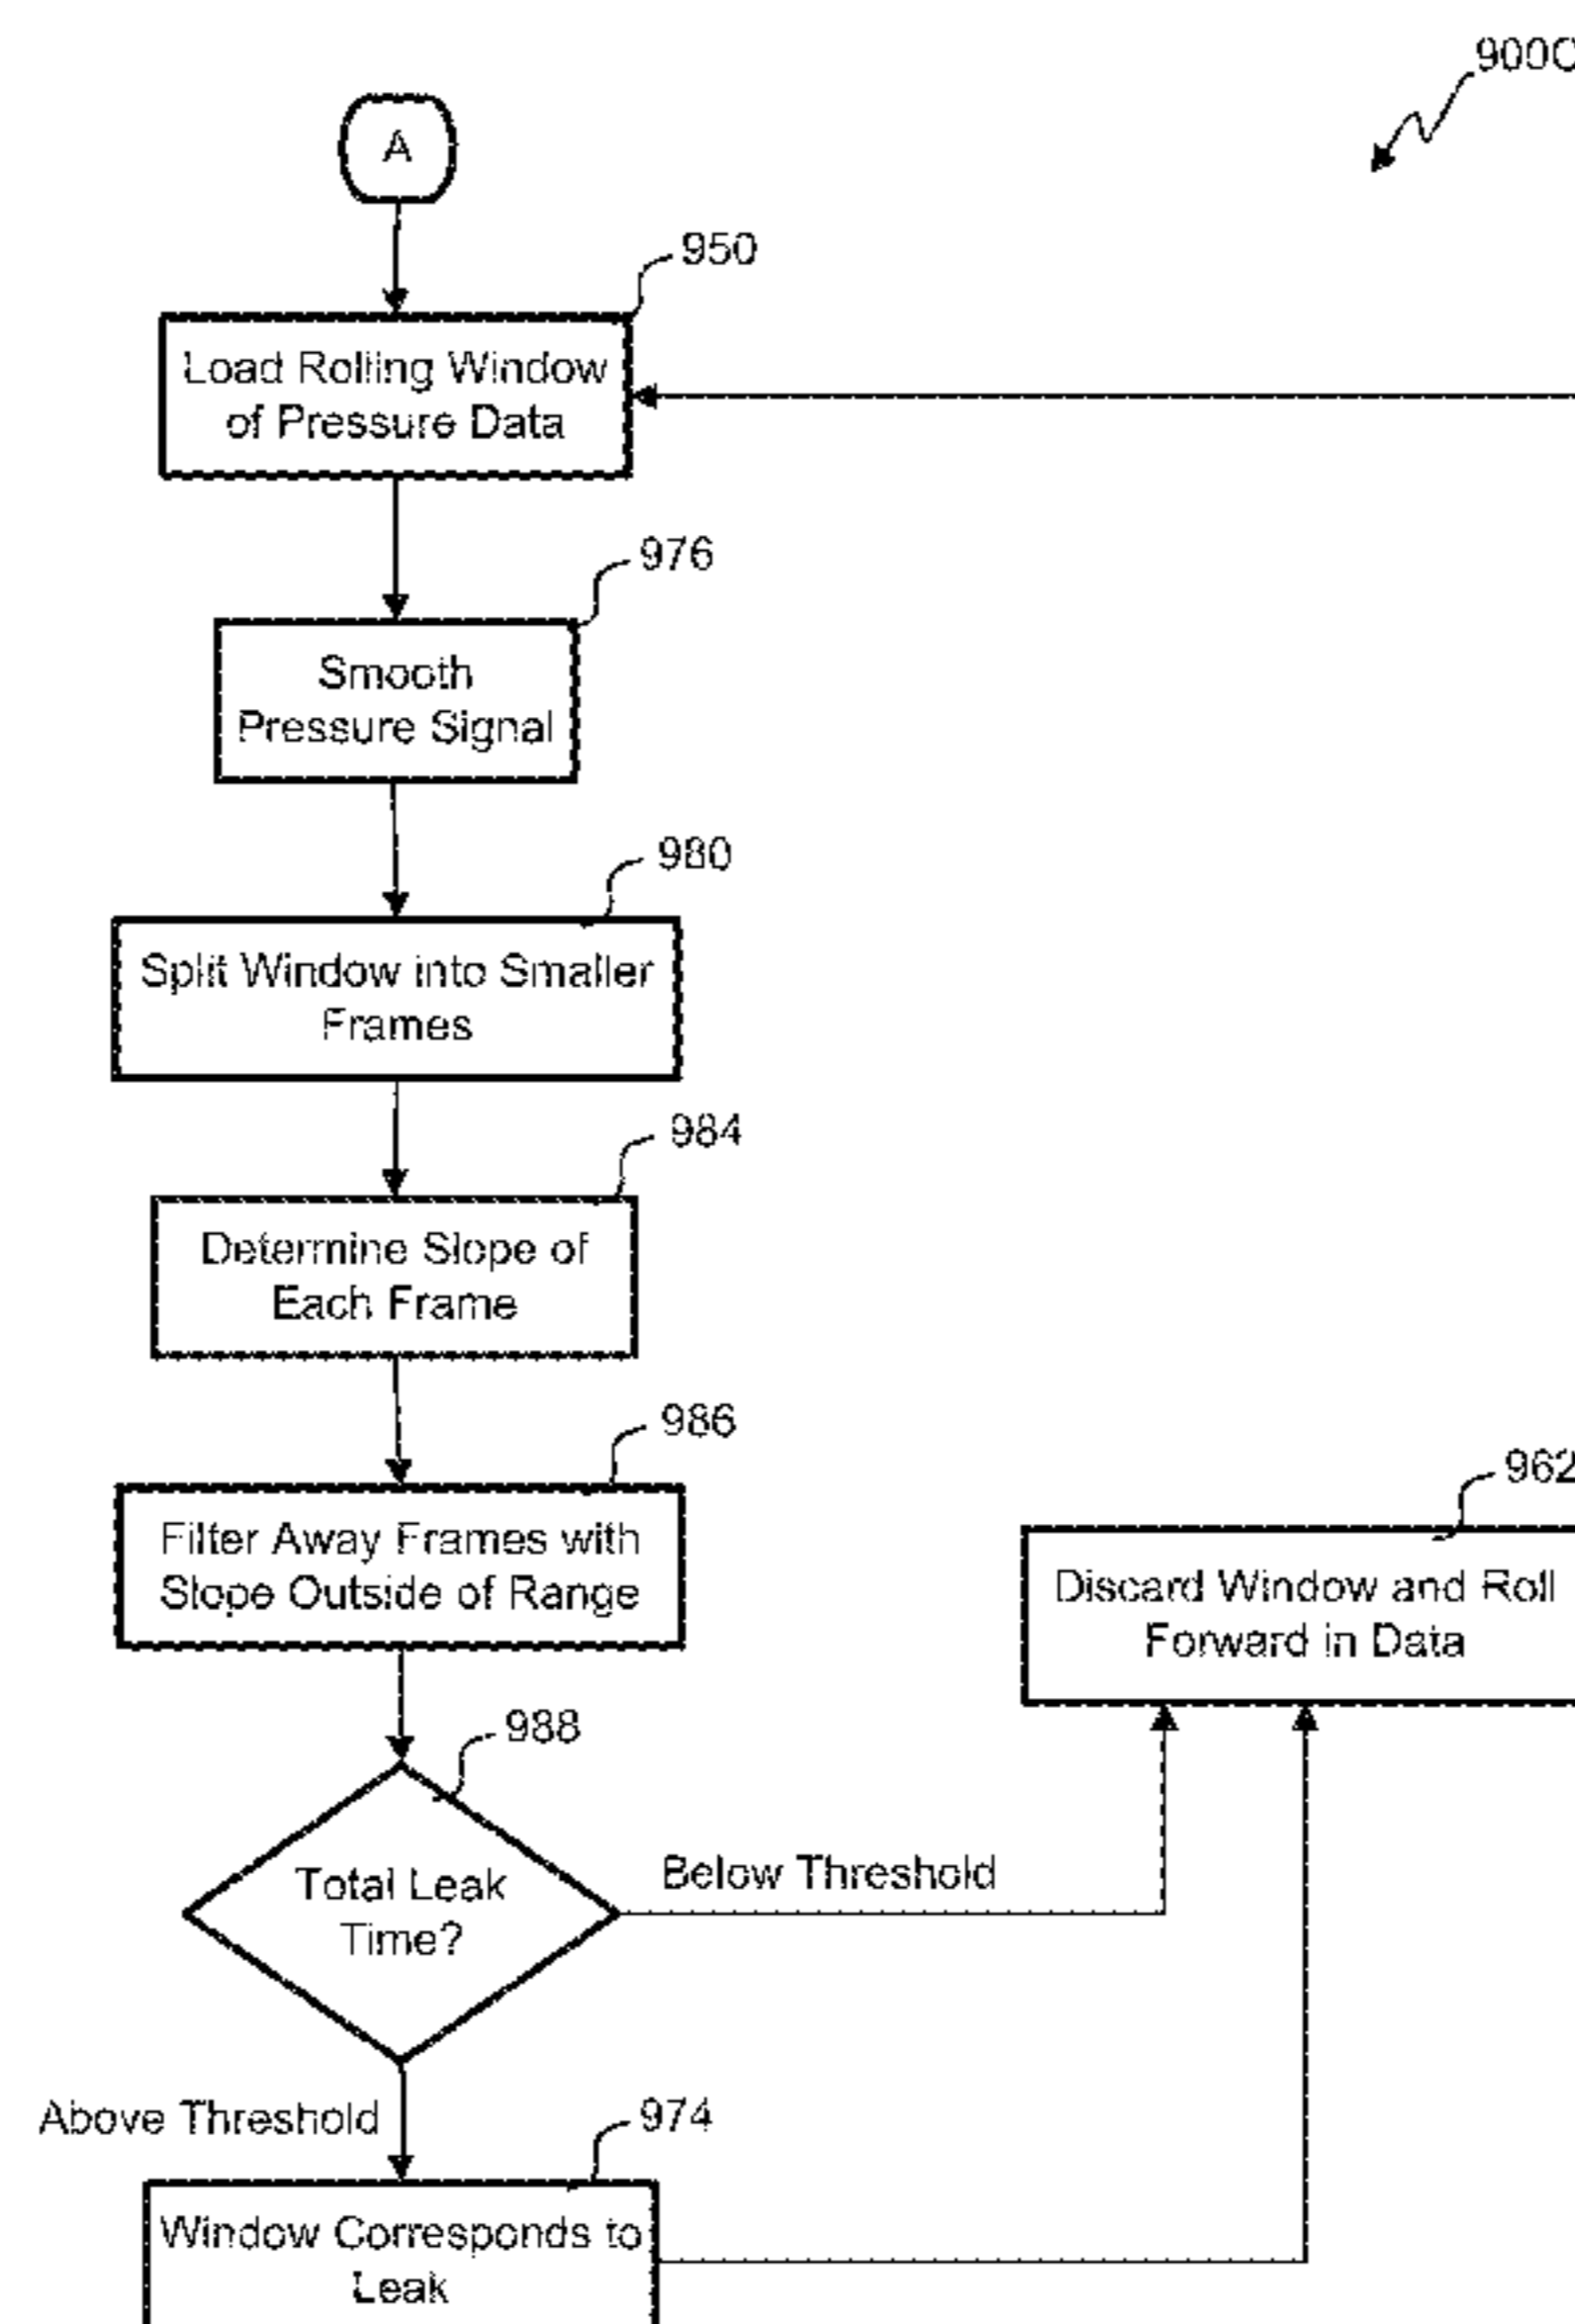 900C
A
950
Load Rolling Window
of Pressure Data
976
Smooth
Pressure Signal
980
Split Window into Smaller
Frames
984
Determine Slope of
Each Frame
986
Filter Away Frames with
Slope Outside of Range
962
Discard Window and Roll
Forward in Data
988
Total Leak
Time?
Below Threshold
Above Threshold
974
Window Corresponds to
Leak